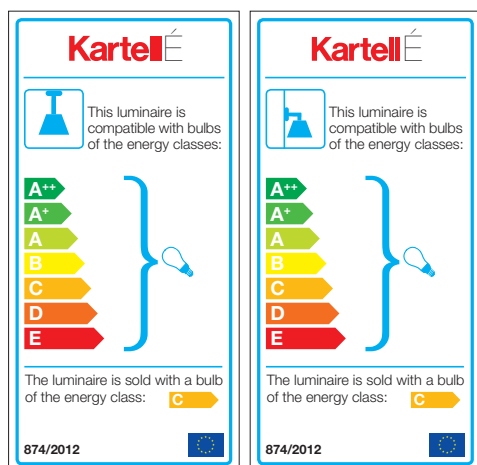 Kartell É
This luminaire is
compatible with bulbs
of the energy classes:
A++
A+
A
B
C
D
E
The luminaire is sold with a bulb
of the energy class: C
874/2012
Kartell É
This luminaire is
compatible with bulbs
of the energy classes:
A++
A+
A
B
C
D
E
The luminaire is sold with a bulb
of the energy class: C
874/2012